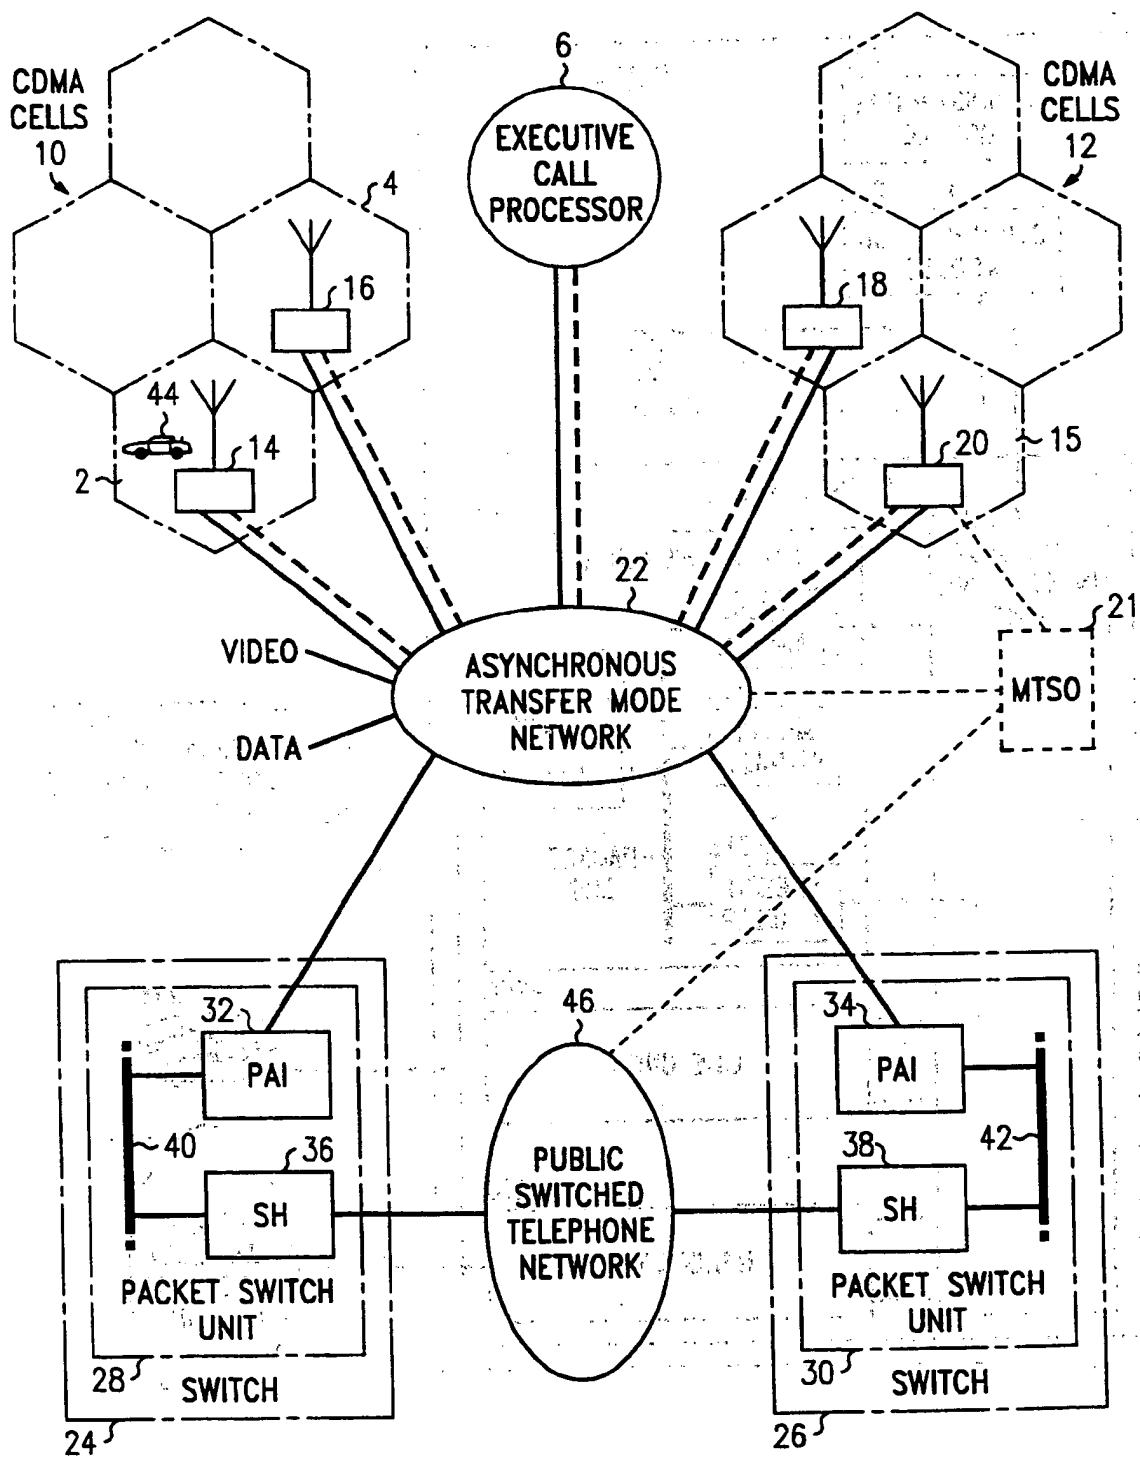 6
CDMA
CELLS
10
EXECUTIVE
CALL
PROCESSOR
CDMA
CELLS
12
4
16
18
44
14
2
20
15
22
21
VIDEO
DATA
ASYNCHRONOUS
TRANSFER MODE
NETWORK
MTSO
32
PAI
40
36
SH
PACKET SWITCH
UNIT
28
SWITCH
24
46
PUBLIC
SWITCHED
TELEPHONE
NETWORK
34
PAI
38
42
SH
PACKET SWITCH
UNIT
30
SWITCH
26